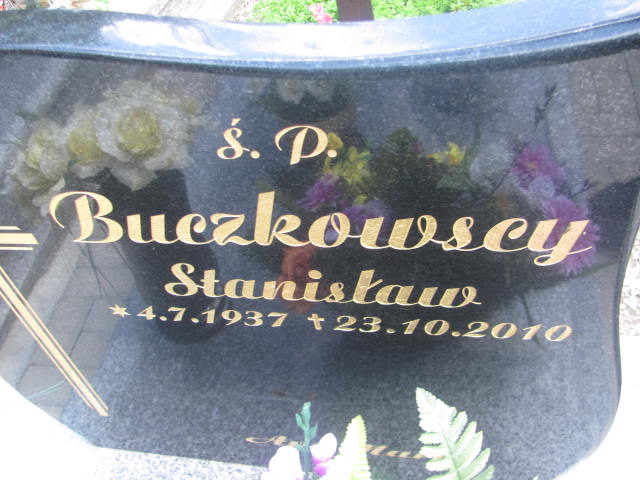 ś. P.
Buczkowscy
Stanisław
*4.7.1937 †23.10.2010